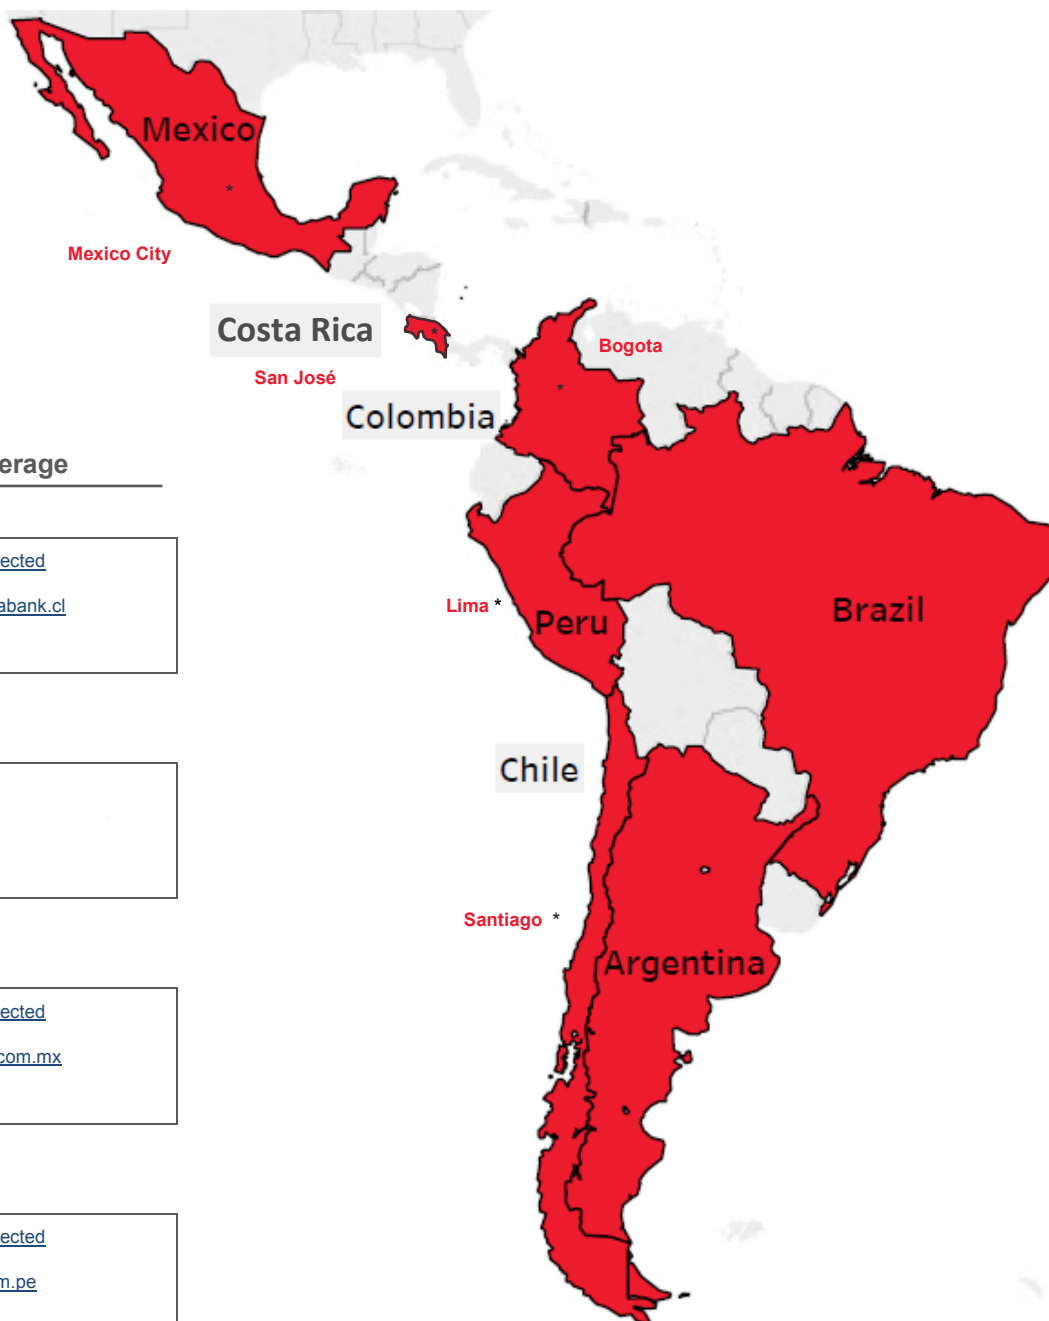 Mexico
*
Mexico City
Costa Rica
*
San José
Bogota
*
Colombia
erage
ected
abank.cl
Lima *
Peru
Brazil
Chile
Santiago *
Argentina
ected
com.mx
ected
m.pe